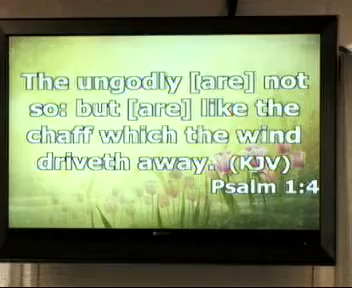 The ungodly [are] not
so: but [are] like the
chaff which the wind
driveth away. (KJV)
Psalm 1:4